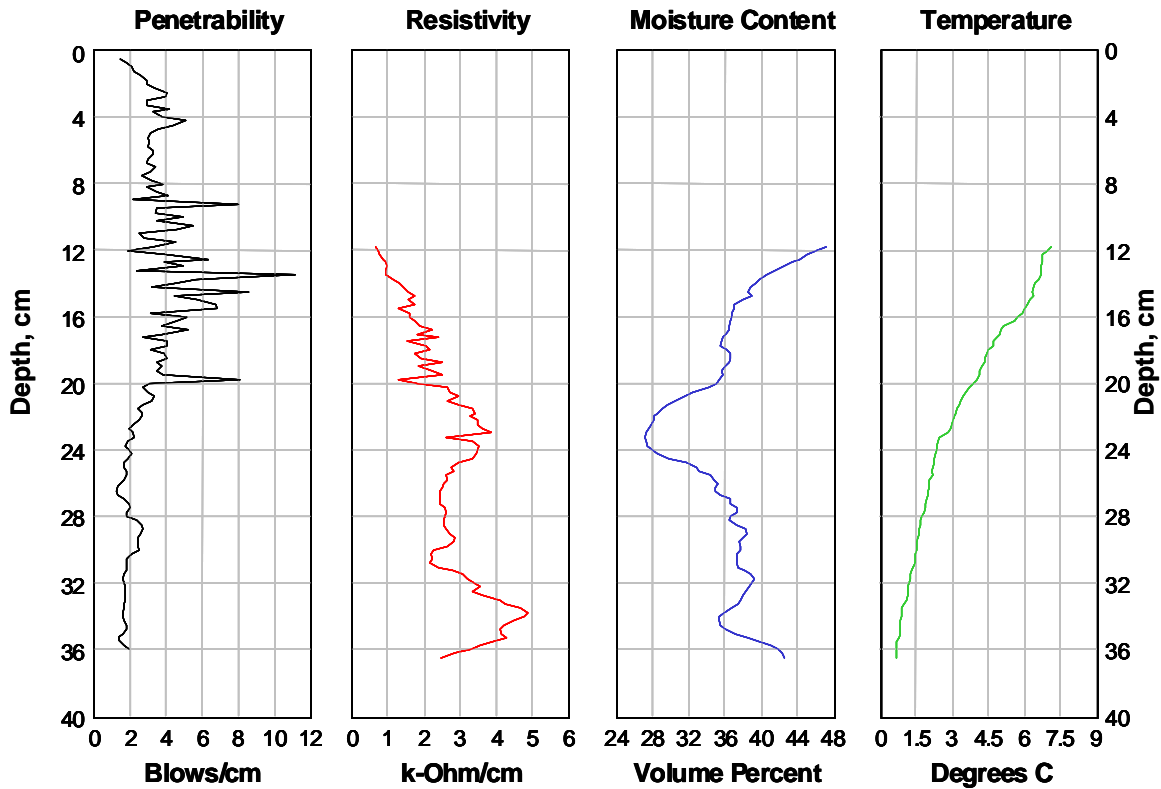 Penetrability Resistivity Moisture Content Temperature
0 0
4 4
8 8
12 12
16 16
20 20
24 24
28 28
32 32
36 36
40 40
Depth, cm
Depth, cm
0 2 4 6 8 10 12 0 1 2 3 4 5 6 24 28 32 36 40 44 48 0 1.5 3 4.5 6 7.5 9
Blows/cm k-Ohm/cm Volume Percent Degrees C